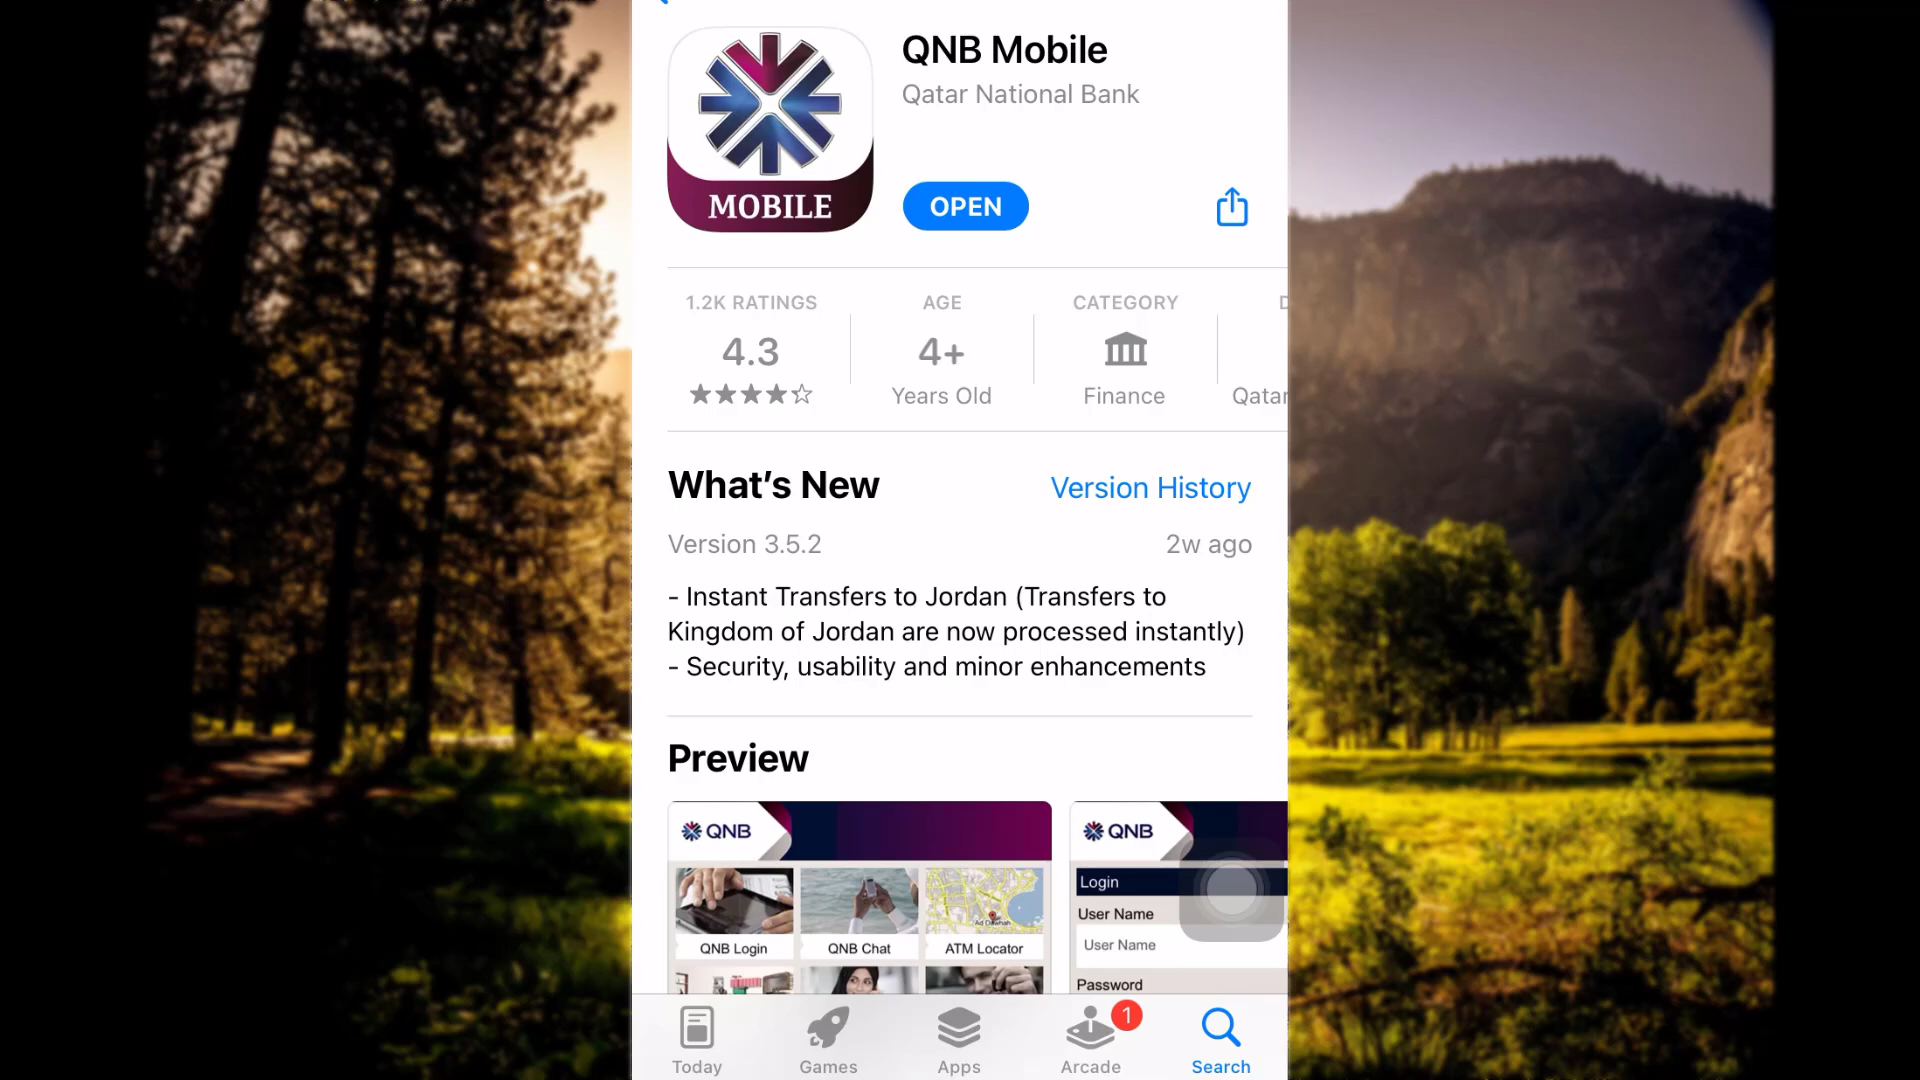 QNB Mobile
Qatar National Bank
MOBILE
OPEN
1.2K RATINGS
4.3
AGE
4+
Years Old
CATEGORY
Finance
Qatar
What's New
Version History
Version 3.5.2
2w ago
- Instant Transfers to Jordan (Transfers to
Kingdom of Jordan are now processed instantly)
- Security, usability and minor enhancements
Preview
QNB
QNB Login
QNB Chat
ATM Locator
QNB
Login
User Name
User Name
Password
Today
Games
Apps
Arcade
1
Search